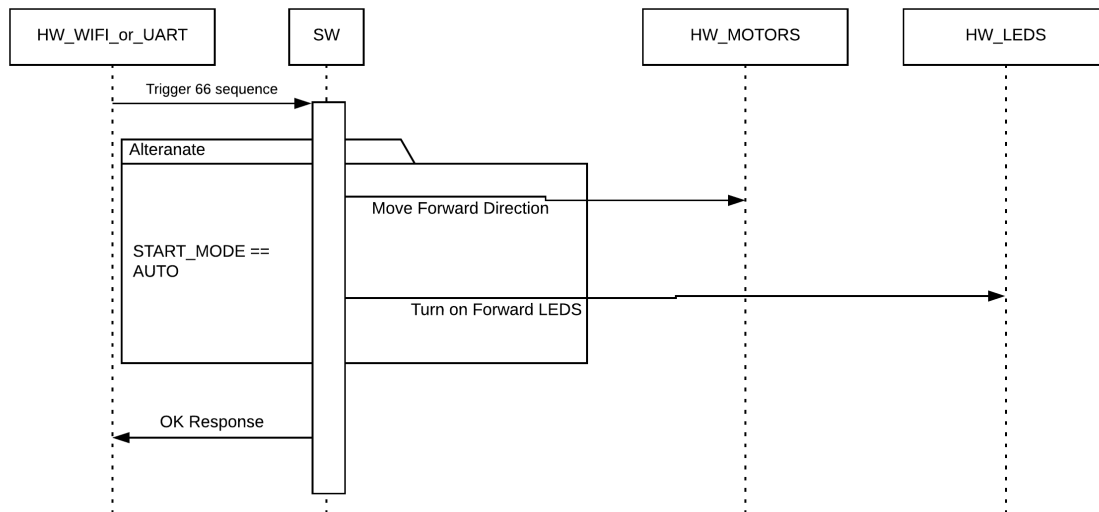 HW_WIFI_or_UART
SW
HW_MOTORS
HW_LEDS
Trigger 66 sequence
Alteranate
Move Forward Direction
START_MODE ==
AUTO
Turn on Forward LEDS
OK Response